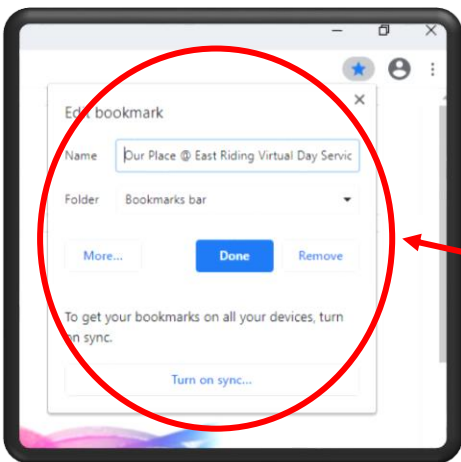 Edit bookmark
Name Our Place @ East Riding Virtual Day Servic
Folder Bookmarks bar
More... Done Remove
To get your bookmarks on all your devices, turn
on sync.
Turn on sync...